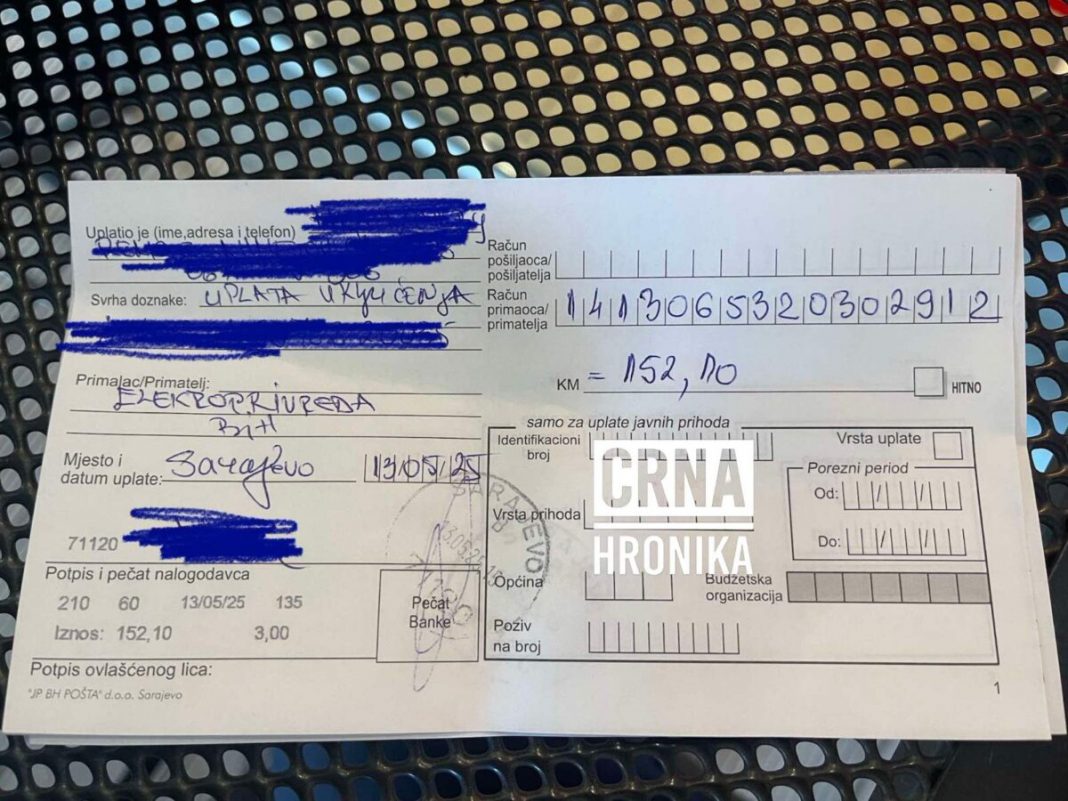 Uplatio je (ime,adresa i telefon)
Svrha doznake: UPLATA UKLJUČENJA
Primalac/Primatelj:
ELEKROPRIVREDA
BIH
Mjesto i
datum uplate: Sarajevo 13/05/25
71120
Potpis i pečat nalogodavca
210 60 13/05/25 135
Iznos: 152,10 3,00
Pečat
Banke
Potpis ovlašćenog lica:
"JP BH POŠTA" d.o.o. Sarajevo
Račun
pošiljaoca/
pošiljatelja
Račun
primaoca/
primatelja
1413065320302912
KM = 152,10
HITNO
samo za uplate javnih prihoda
Identifikacioni
broj
Vrsta uplate
Porezni period
Od: / /
Do: / /
Vrsta prihoda
Općina
Budžetska
organizacija
Poziv
na broj
1
SARAJEVO
CRNA
HRONIKA